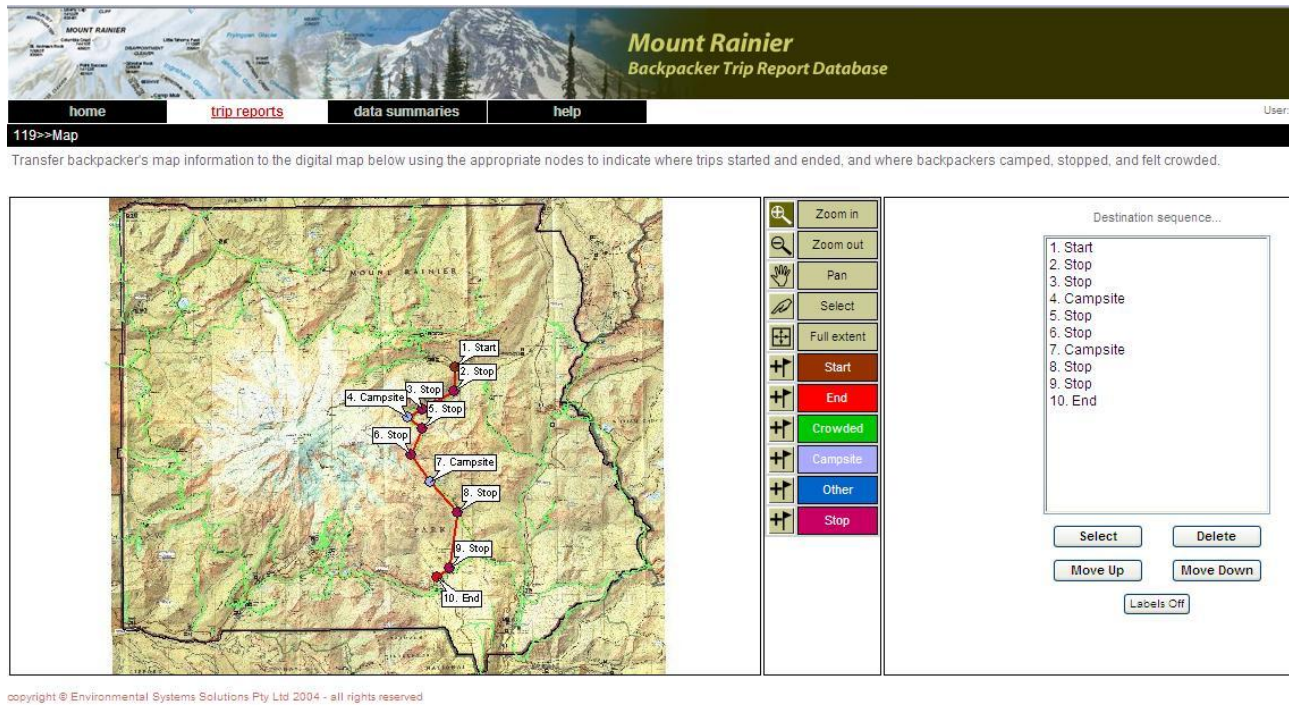 MOUNT RAINIER
Mount Rainier
Backpacker Trip Report Database
home
trip reports
data summaries
help
User:
119>>Map
Transfer backpacker's map information to the digital map below using the appropriate nodes to indicate where trips started and ended, and where backpackers camped, stopped, and felt crowded.
MOUNT RAINIER
1. Start
2. Stop
3. Stop
4. Campsite
5. Stop
6. Stop
7. Campsite
8. Stop
PARK
9. Stop
10. End
Zoom in
Zoom out
Pan
Select
Full extent
Start
End
Crowded
Campsite
Other
Stop
Destination sequence...
1. Start
2. Stop
3. Stop
4. Campsite
5. Stop
6. Stop
7. Campsite
8. Stop
9. Stop
10. End
Select
Delete
Move Up
Move Down
Labels Off
copyright © Environmental Systems Solutions Pty Ltd 2004 - all rights reserved